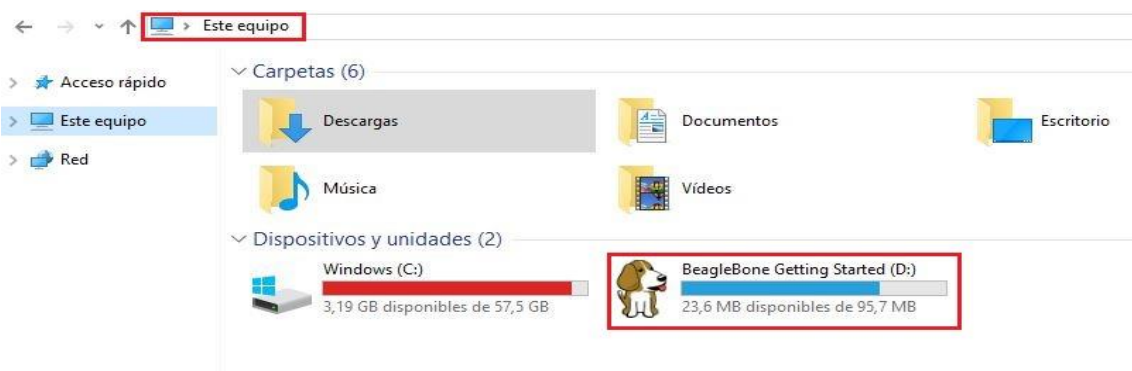 Este equipo
Acceso rápido
Este equipo
Red
Carpetas (6)
Descargas
Documentos
Escritorio
Música
Vídeos
Dispositivos y unidades (2)
Windows (C:)
3,19 GB disponibles de 57,5 GB
BeagleBone Getting Started (D:)
23,6 MB disponibles de 95,7 MB